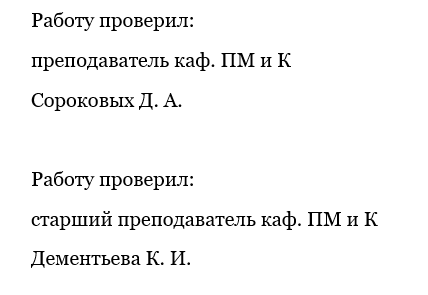 Работу проверил:
преподаватель каф. ПМ и К
Сороковых Д. А.
Работу проверил:
старший преподаватель каф. ПМ и К
Дементьева К. И.